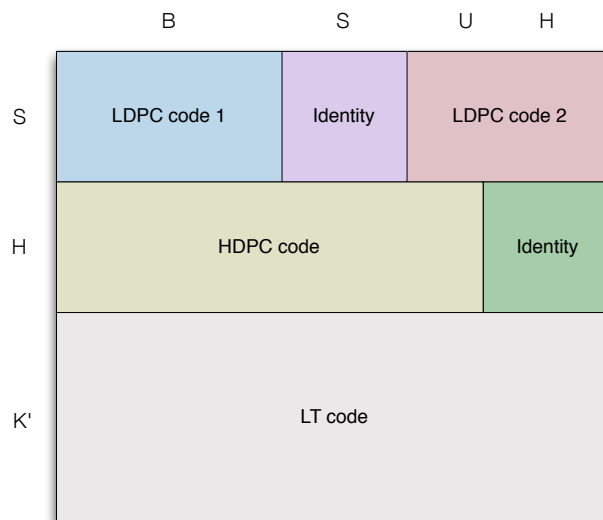 B S U H
S LDPC code 1 Identity LDPC code 2
H HDPC code Identity
K' LT code